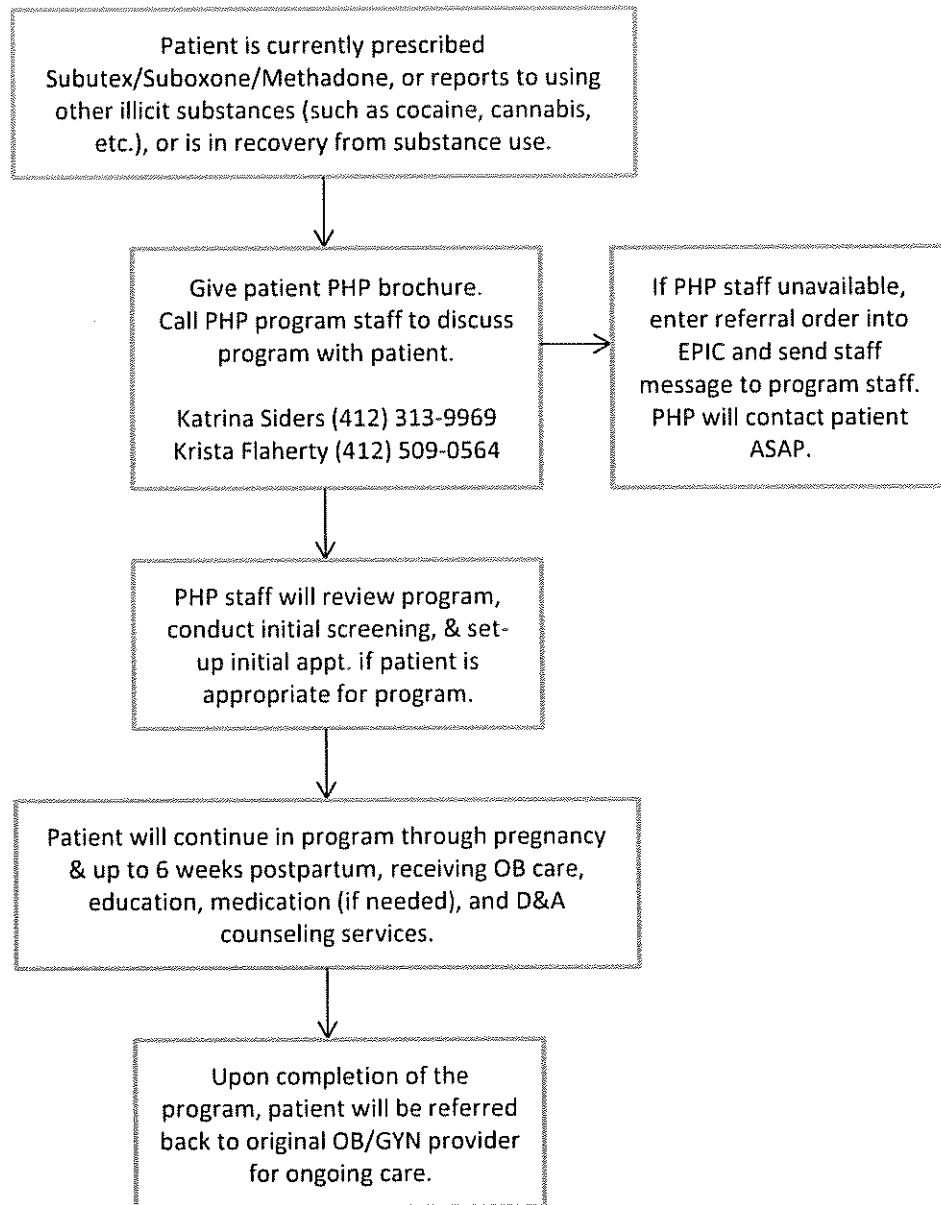 Patient is currently prescribed
Subutex/Suboxone/Methadone, or reports to using
other illicit substances (such as cocaine, cannabis,
etc.), or is in recovery from substance use.
Give patient PHP brochure.
Call PHP program staff to discuss
program with patient.
Katrina Siders (412) 313-9969
Krista Flaherty (412) 509-0564
If PHP staff unavailable,
enter referral order into
EPIC and send staff
message to program staff.
PHP will contact patient
ASAP.
PHP staff will review program,
conduct initial screening, & set-
up initial appt. if patient is
appropriate for program.
Patient will continue in program through pregnancy
& up to 6 weeks postpartum, receiving OB care,
education, medication (if needed), and D&A
counseling services.
Upon completion of the
program, patient will be referred
back to original OB/GYN provider
for ongoing care.